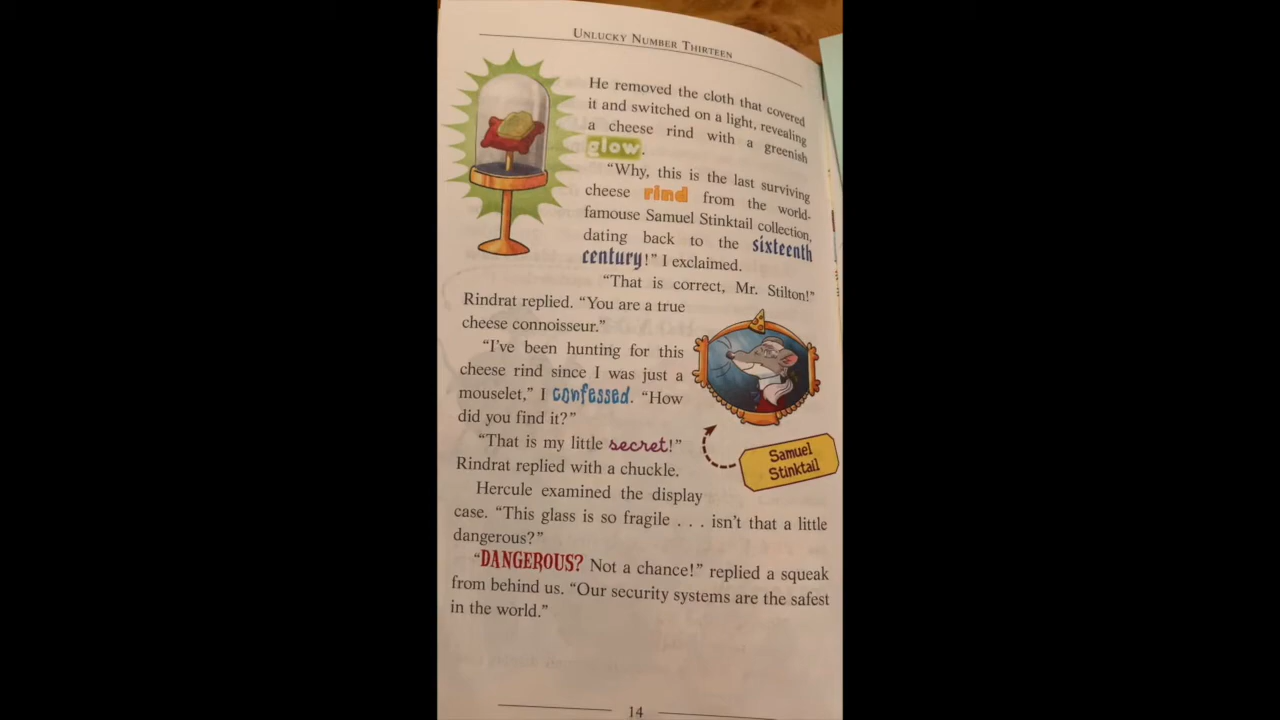 UNLUCKY NUMBER THIRTEEN
He removed the cloth that covered
it and switched on a light, revealing
a cheese rind with a greenish
glow.
“Why, this is the last surviving
cheese rind from the world-
famouse Samuel Stinktail collection,
dating back to the sixteenth
century!” I exclaimed.
“That is correct, Mr. Stilton!”
Rindrat replied. “You are a true
cheese connoisseur.”
“I’ve been hunting for this
cheese rind since I was just a
mouselet,” I confessed. “How
did you find it?”
“That is my little secret!”
Rindrat replied with a chuckle.
Samuel
Stinktail
Hercule examined the display
case. “This glass is so fragile . . . isn’t that a little
dangerous?”
“DANGEROUS? Not a chance!” replied a squeak
from behind us. “Our security systems are the safest
in the world.”
14